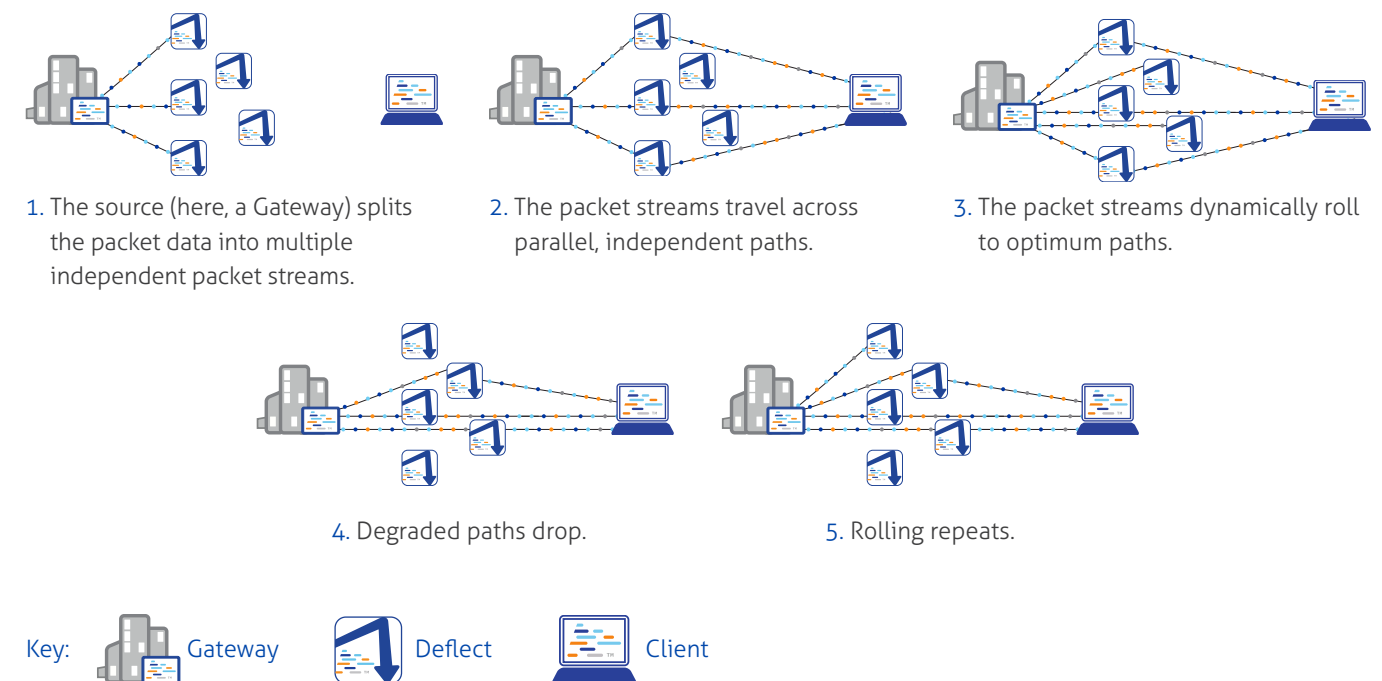 1. The source (here, a Gateway) splits
the packet data into multiple
independent packet streams.
2. The packet streams travel across
parallel, independent paths.
3. The packet streams dynamically roll
to optimum paths.
4. Degraded paths drop.
5. Rolling repeats.
Key:
Gateway
Deflect
Client